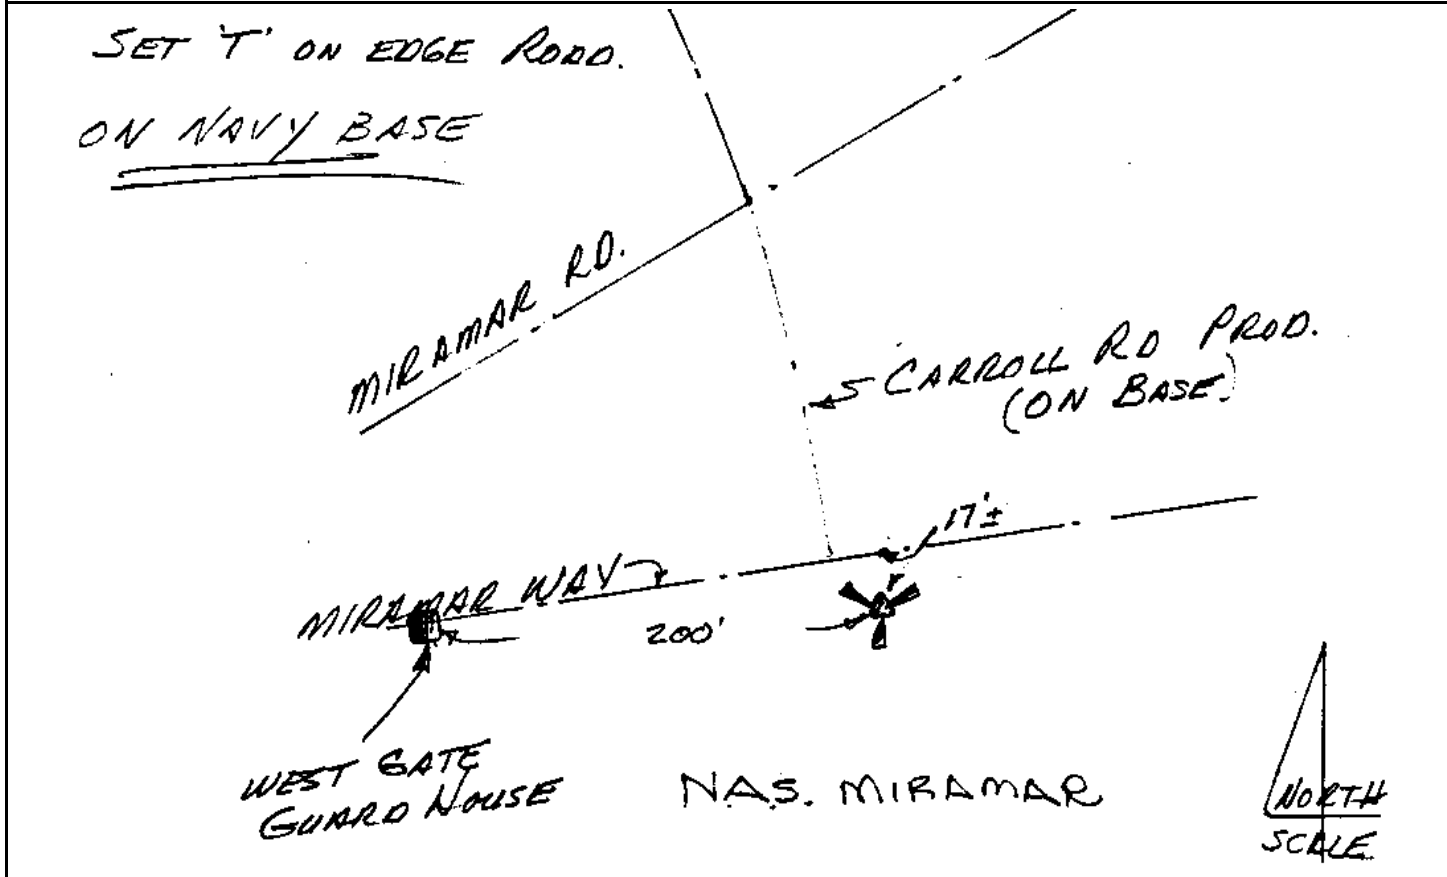 SET 'T' ON EDGE ROAD.
ON NAVY BASE
MIRAMAR RD.
CARROLL RD PROD.
(ON BASE)
17'±
MIRAMAR WAY
200'
WEST GATE
GUARD HOUSE
NAS. MIRAMAR
NORTH
SCALE